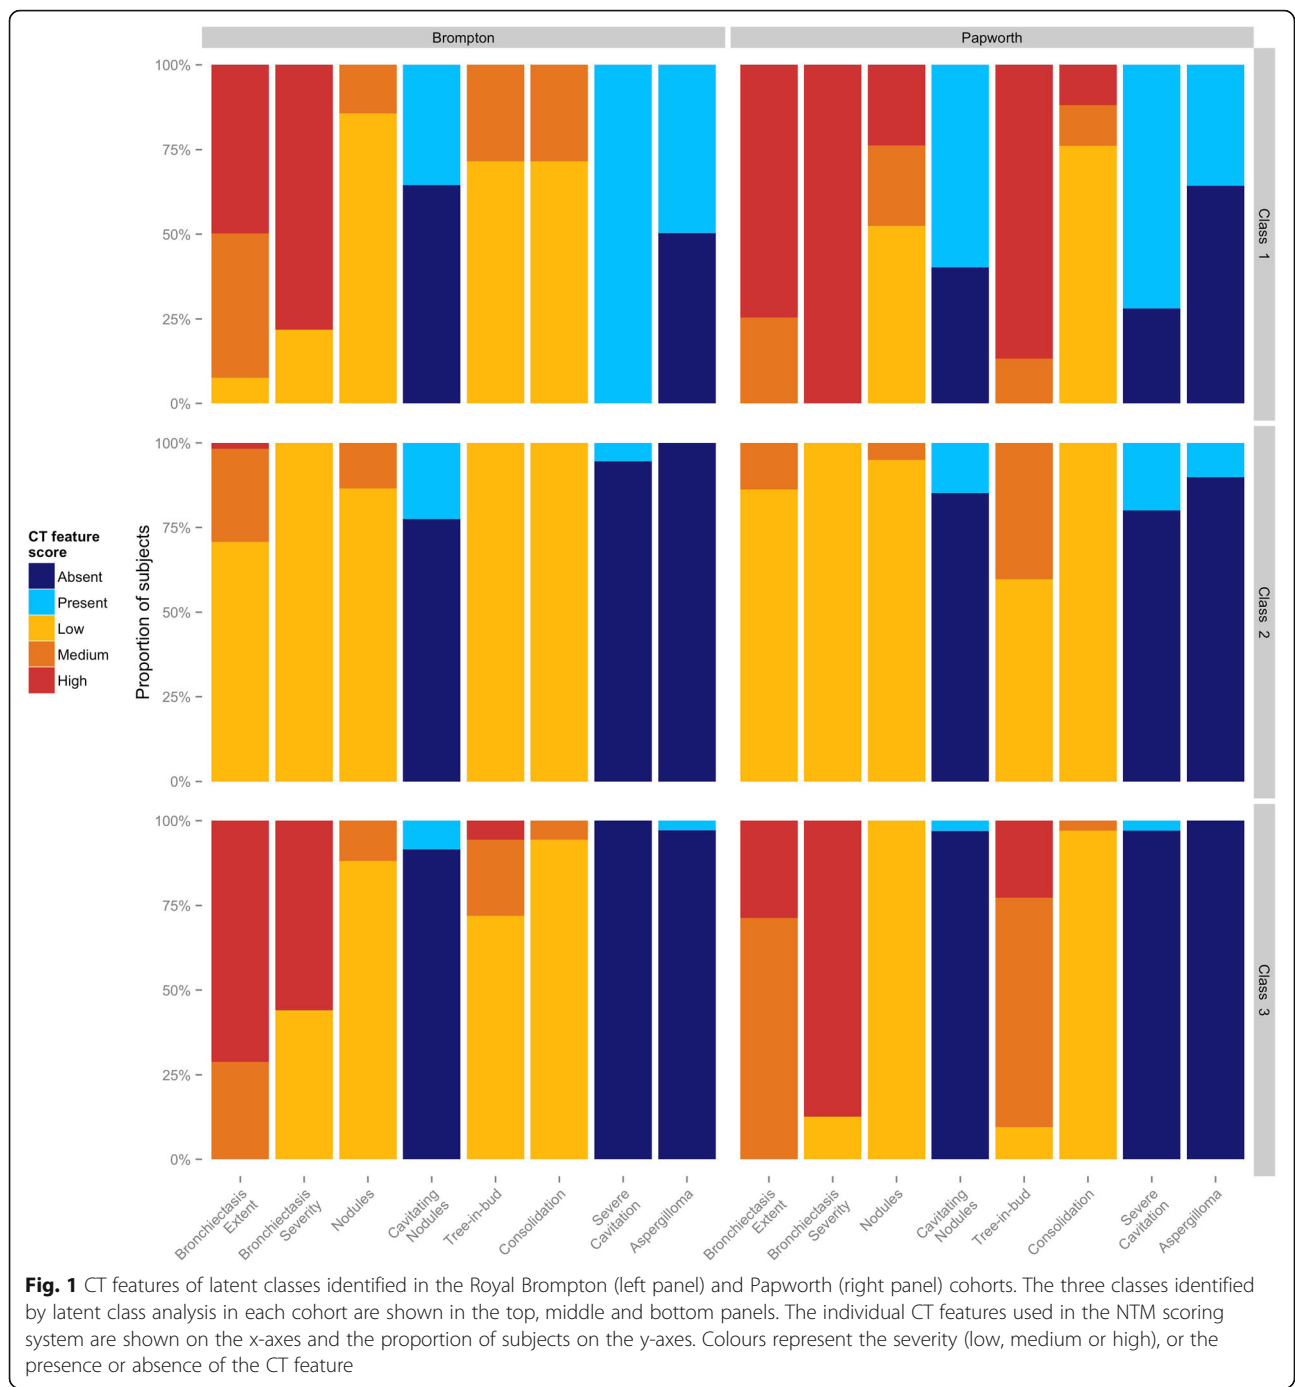 Brompton
Papworth
100%
75%
50%
25%
0%
Class 1
100%
75%
50%
25%
0%
Class 2
100%
75%
50%
25%
0%
Class 3
Proportion of subjects
CT feature
score
Absent
Present
Low
Medium
High
Bronchiectasis
Extent
Bronchiectasis
Severity
Nodules
Cavitating
Nodules
Tree-in-bud
Consolidation
Severe
Cavitation
Aspergilloma
Bronchiectasis
Extent
Bronchiectasis
Severity
Nodules
Cavitating
Nodules
Tree-in-bud
Consolidation
Severe
Cavitation
Aspergilloma
Fig. 1 CT features of latent classes identified in the Royal Brompton (left panel) and Papworth (right panel) cohorts. The three classes identified
by latent class analysis in each cohort are shown in the top, middle and bottom panels. The individual CT features used in the NTM scoring
system are shown on the x-axes and the proportion of subjects on the y-axes. Colours represent the severity (low, medium or high), or the
presence or absence of the CT feature